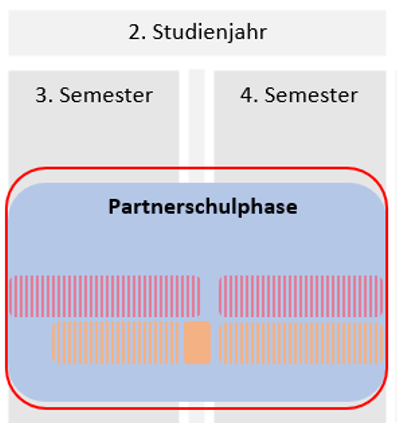 2. Studienjahr
3. Semester
4. Semester
Partnerschulphase